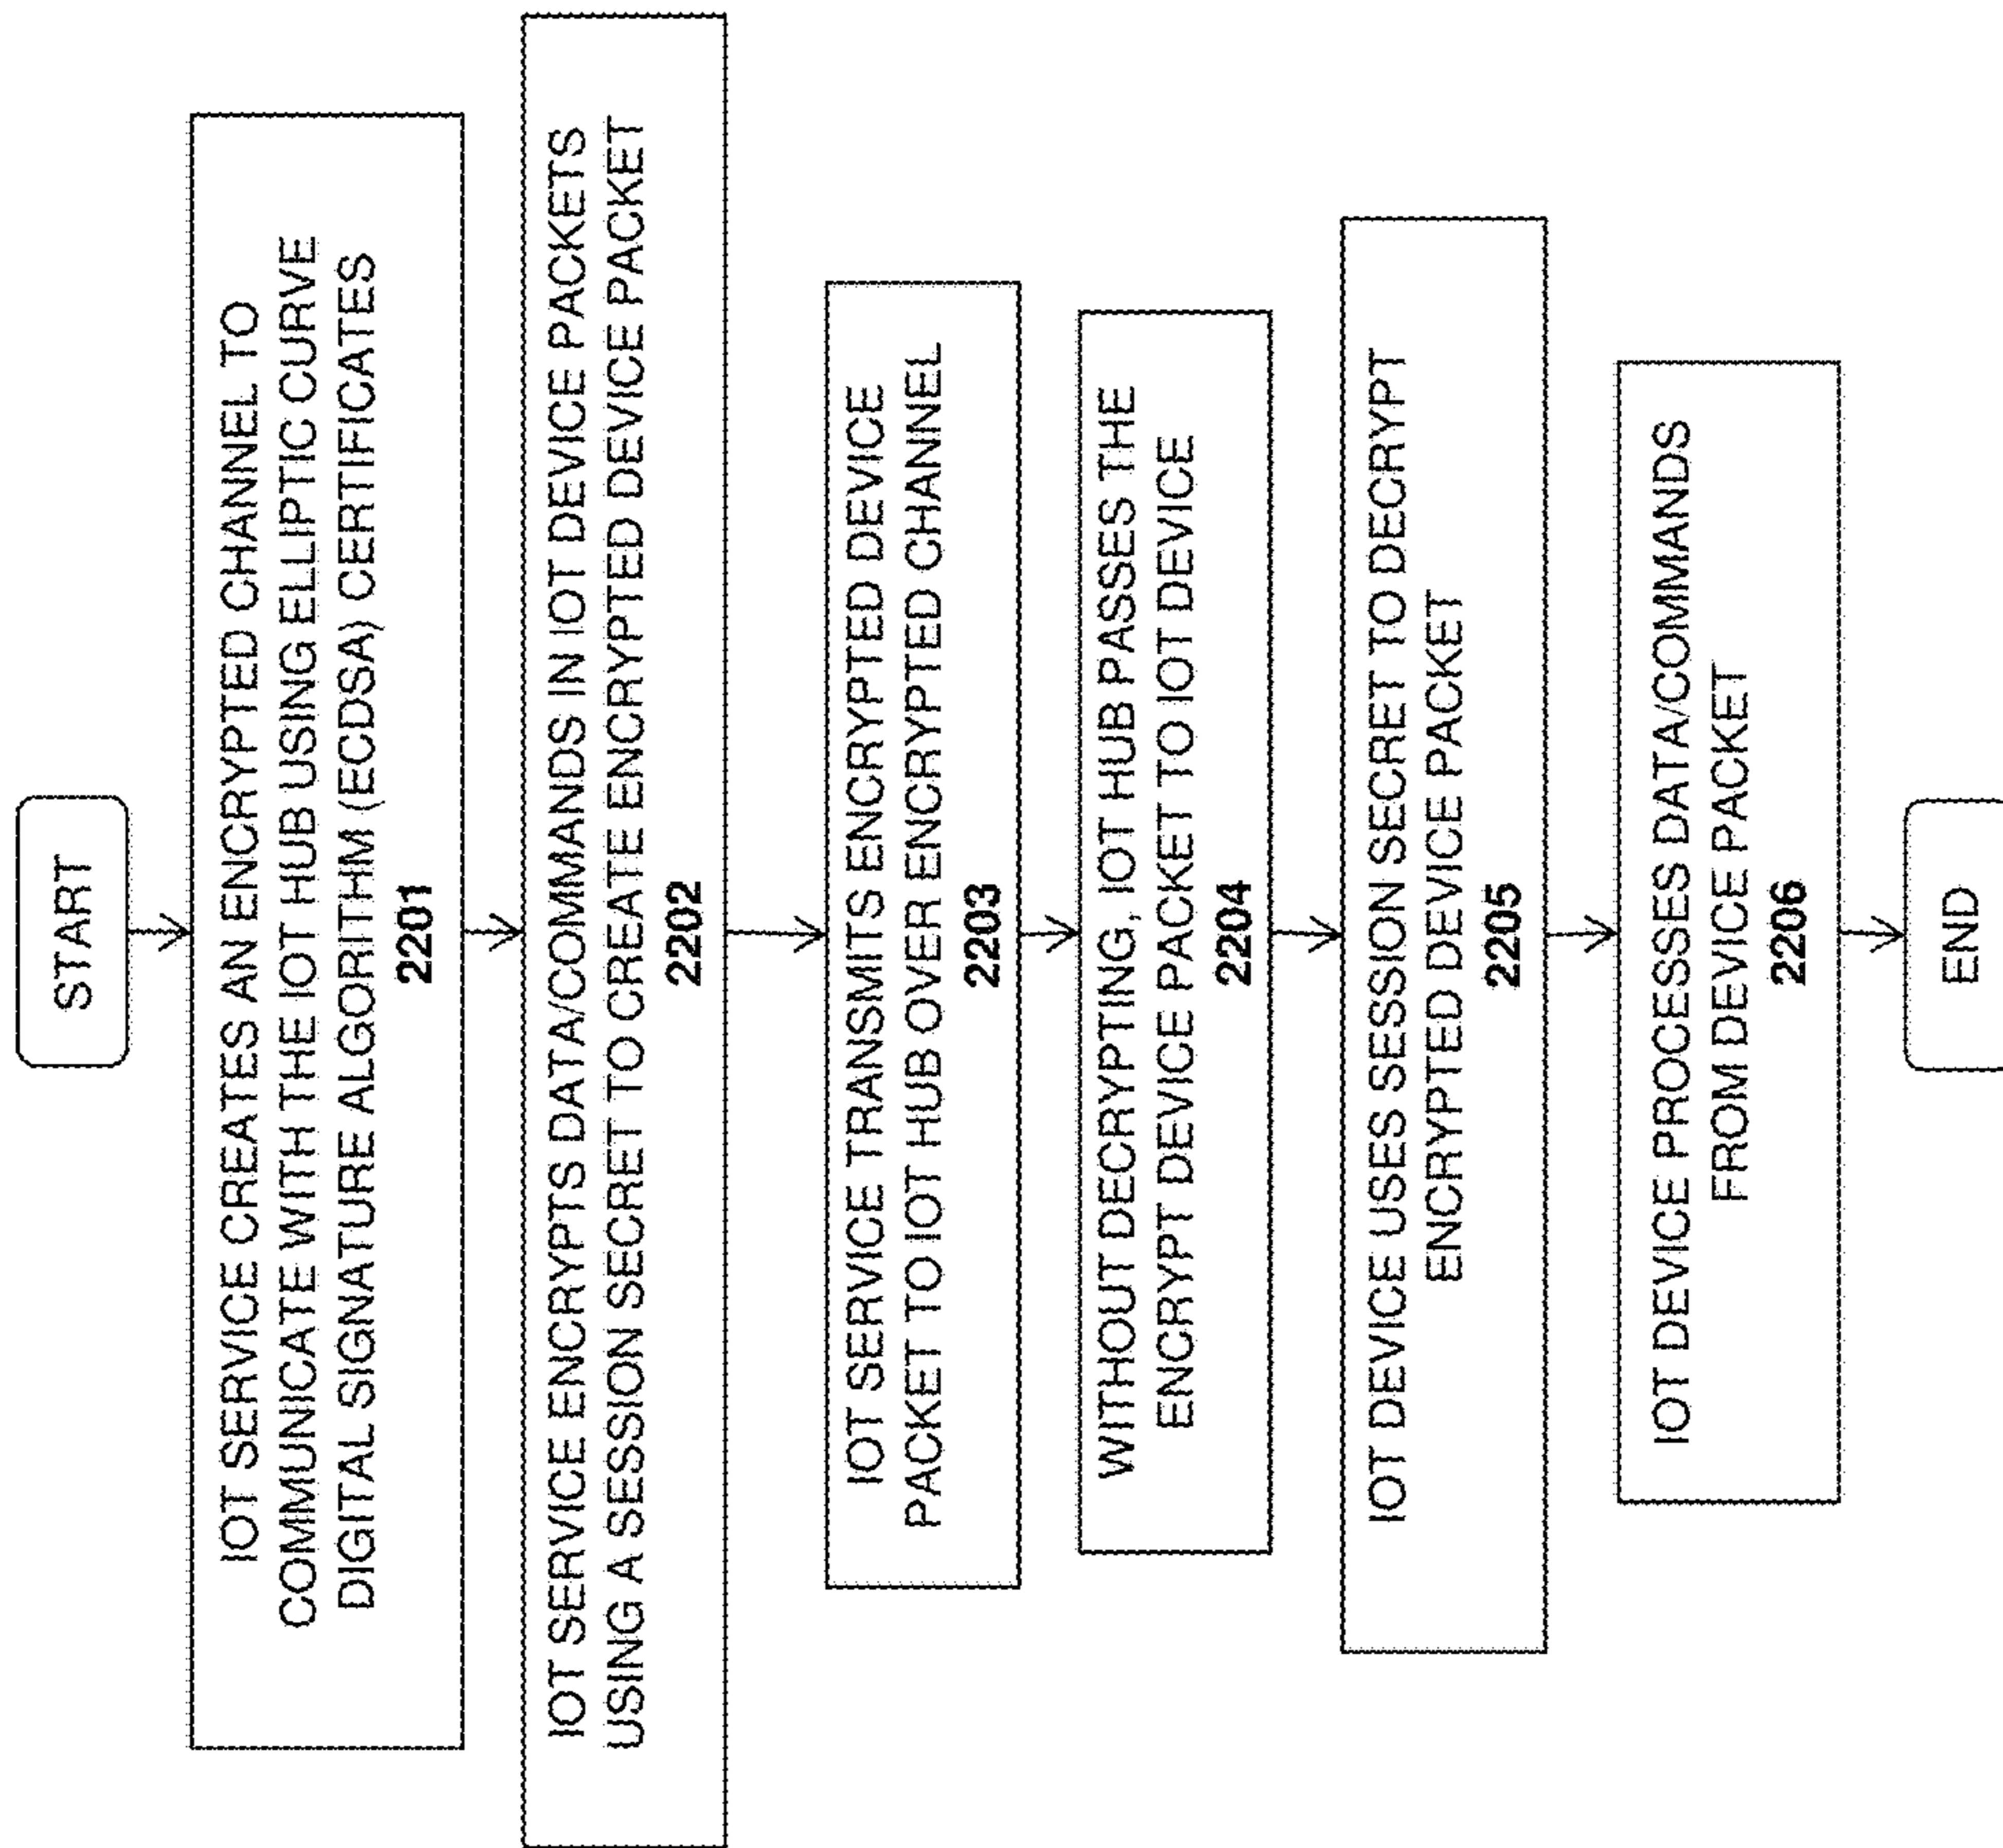 START
IOT SERVICE CREATES AN ENCRYPTED CHANNEL TO
COMMUNICATE WITH THE IOT HUB USING ELLIPTIC CURVE
DIGITAL SIGNATURE ALGORITHM (ECDSA) CERTIFICATES
2201
IOT SERVICE ENCRYPTS DATA/COMMANDS IN IOT DEVICE PACKETS
USING A SESSION SECRET TO CREATE ENCRYPTED DEVICE PACKET
2202
IOT SERVICE TRANSMITS ENCRYPTED DEVICE
PACKET TO IOT HUB OVER ENCRYPTED CHANNEL
2203
WITHOUT DECRYPTING, IOT HUB PASSES THE
ENCRYPT DEVICE PACKET TO IOT DEVICE
2204
IOT DEVICE USES SESSION SECRET TO DECRYPT
ENCRYPTED DEVICE PACKET
2205
IOT DEVICE PROCESSES DATA/COMMANDS
FROM DEVICE PACKET
2206
END